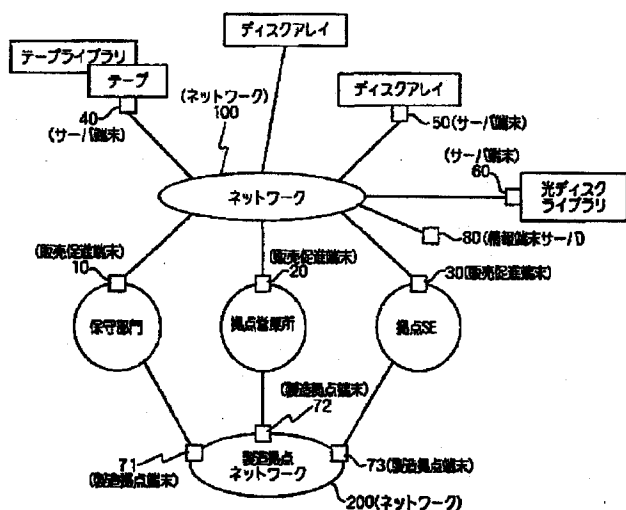 ディスクアレイ
テープライブラリ
テープ
ディスクアレイ
40
(サーバ端末)
(ネットワーク)
100
50(サーバ端末)
(サーバ端末)
60
光ディスク
ライブラリ
ネットワーク
80(情報端末サーバ)
(販売促進端末)
10
(販売促進端末)
20
30(販売促進端末)
保守部門
拠点営業所
拠点SE
(製造拠点端末)
72
71
(製造拠点端末)
製造拠点
ネットワーク
73(製造拠点端末)
200(ネットワーク)